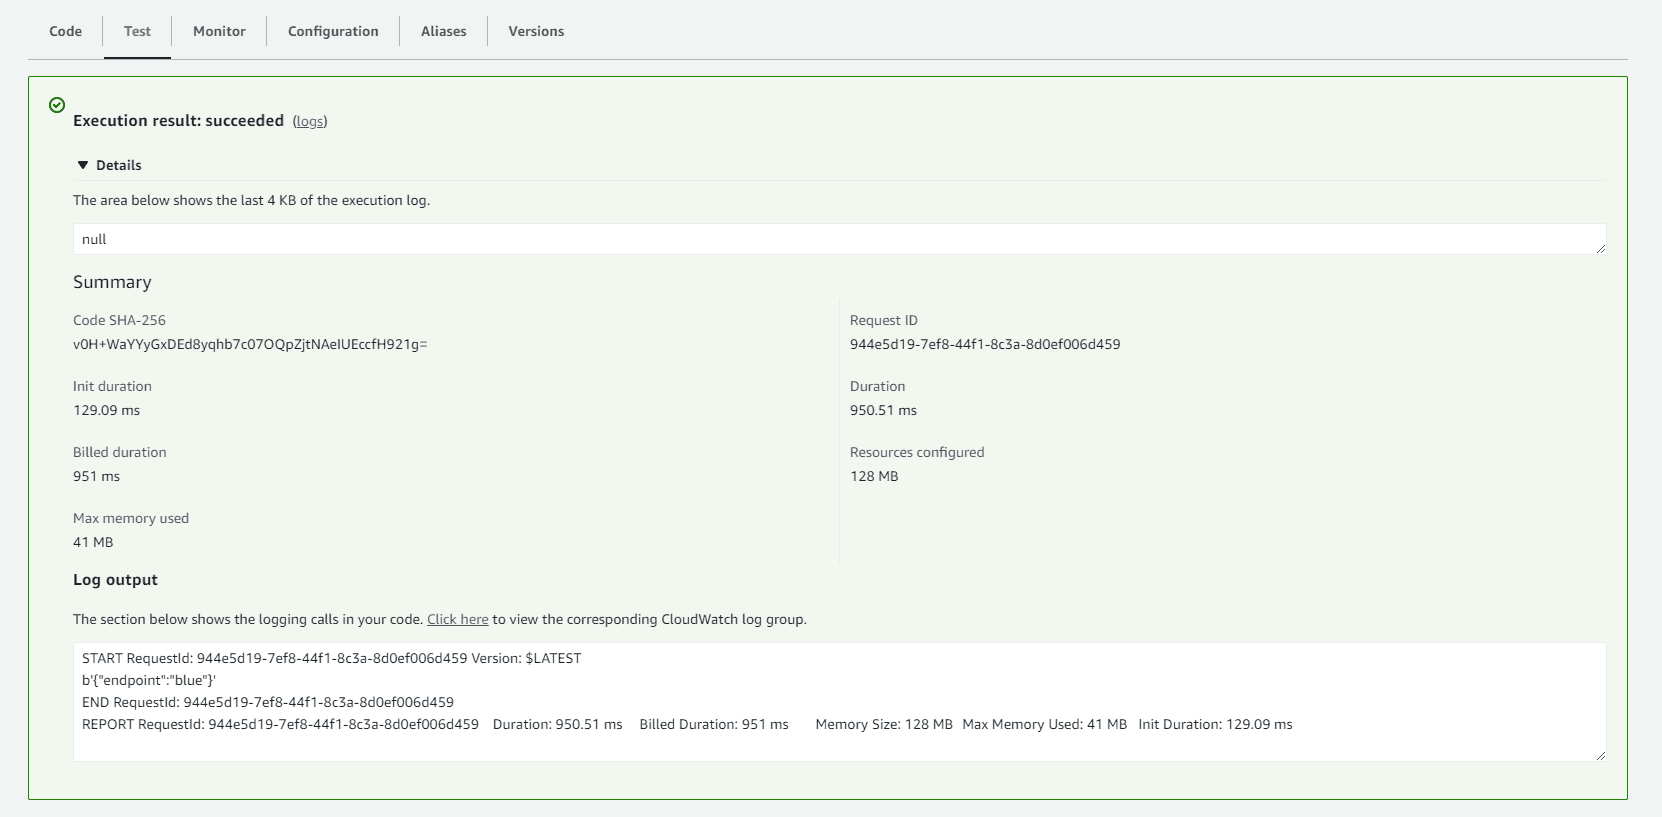 Code Test Monitor Configuration Aliases Versions
Execution result: succeeded (logs)
Details
The area below shows the last 4 KB of the execution log.
null
Summary
Code SHA-256
v0H+WaYYyGxDEd8yqhb7c07OQpZjtNAeIUEccfH921g=
Request ID
944e5d19-7ef8-44f1-8c3a-8d0ef006d459
Init duration
129.09 ms
Duration
950.51 ms
Billed duration
951 ms
Resources configured
128 MB
Max memory used
41 MB
Log output
The section below shows the logging calls in your code. Click here to view the corresponding CloudWatch log group.
START RequestId: 944e5d19-7ef8-44f1-8c3a-8d0ef006d459 Version: $LATEST
b'{"endpoint":"blue"}'
END RequestId: 944e5d19-7ef8-44f1-8c3a-8d0ef006d459
REPORT RequestId: 944e5d19-7ef8-44f1-8c3a-8d0ef006d459 Duration: 950.51 ms Billed Duration: 951 ms Memory Size: 128 MB Max Memory Used: 41 MB Init Duration: 129.09 ms